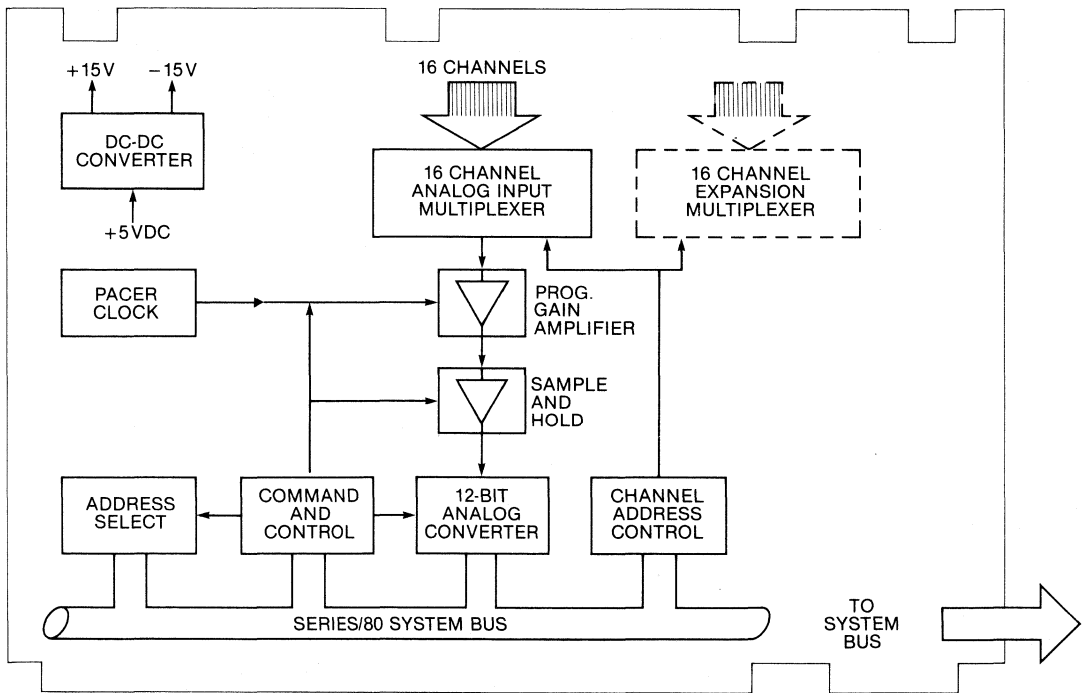 +15V
−15V
DC-DC
CONVERTER
+5VDC
16 CHANNELS
16 CHANNEL
ANALOG INPUT
MULTIPLEXER
16 CHANNEL
EXPANSION
MULTIPLEXER
PACER
CLOCK
PROG.
GAIN
AMPLIFIER
SAMPLE
AND
HOLD
ADDRESS
SELECT
COMMAND
AND
CONTROL
12-BIT
ANALOG
CONVERTER
CHANNEL
ADDRESS
CONTROL
SERIES/80 SYSTEM BUS
TO
SYSTEM
BUS